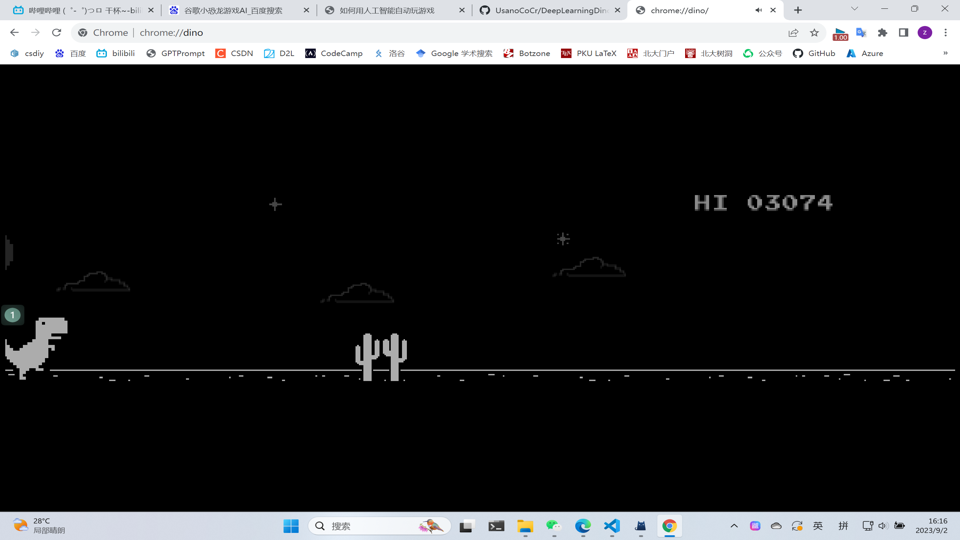 哔哩哔哩 (゜-゜)つロ 干杯~-bili
谷歌小恐龙游戏AI_百度搜索
如何用人工智能自动玩游戏
UsanoCoCr/DeepLearningDin
chrome://dino/
Chrome | chrome://dino
1.00
z
csdiy
百度
bilibili
GPTPrompt
CSDN
D2L
CodeCamp
洛谷
Google 学术搜索
Botzone
PKU LaTeX
北大门户
北大树洞
公众号
GitHub
Azure
»
HI 03074
1
28°C
局部晴朗
搜索
英
拼
16:16
2023/9/2